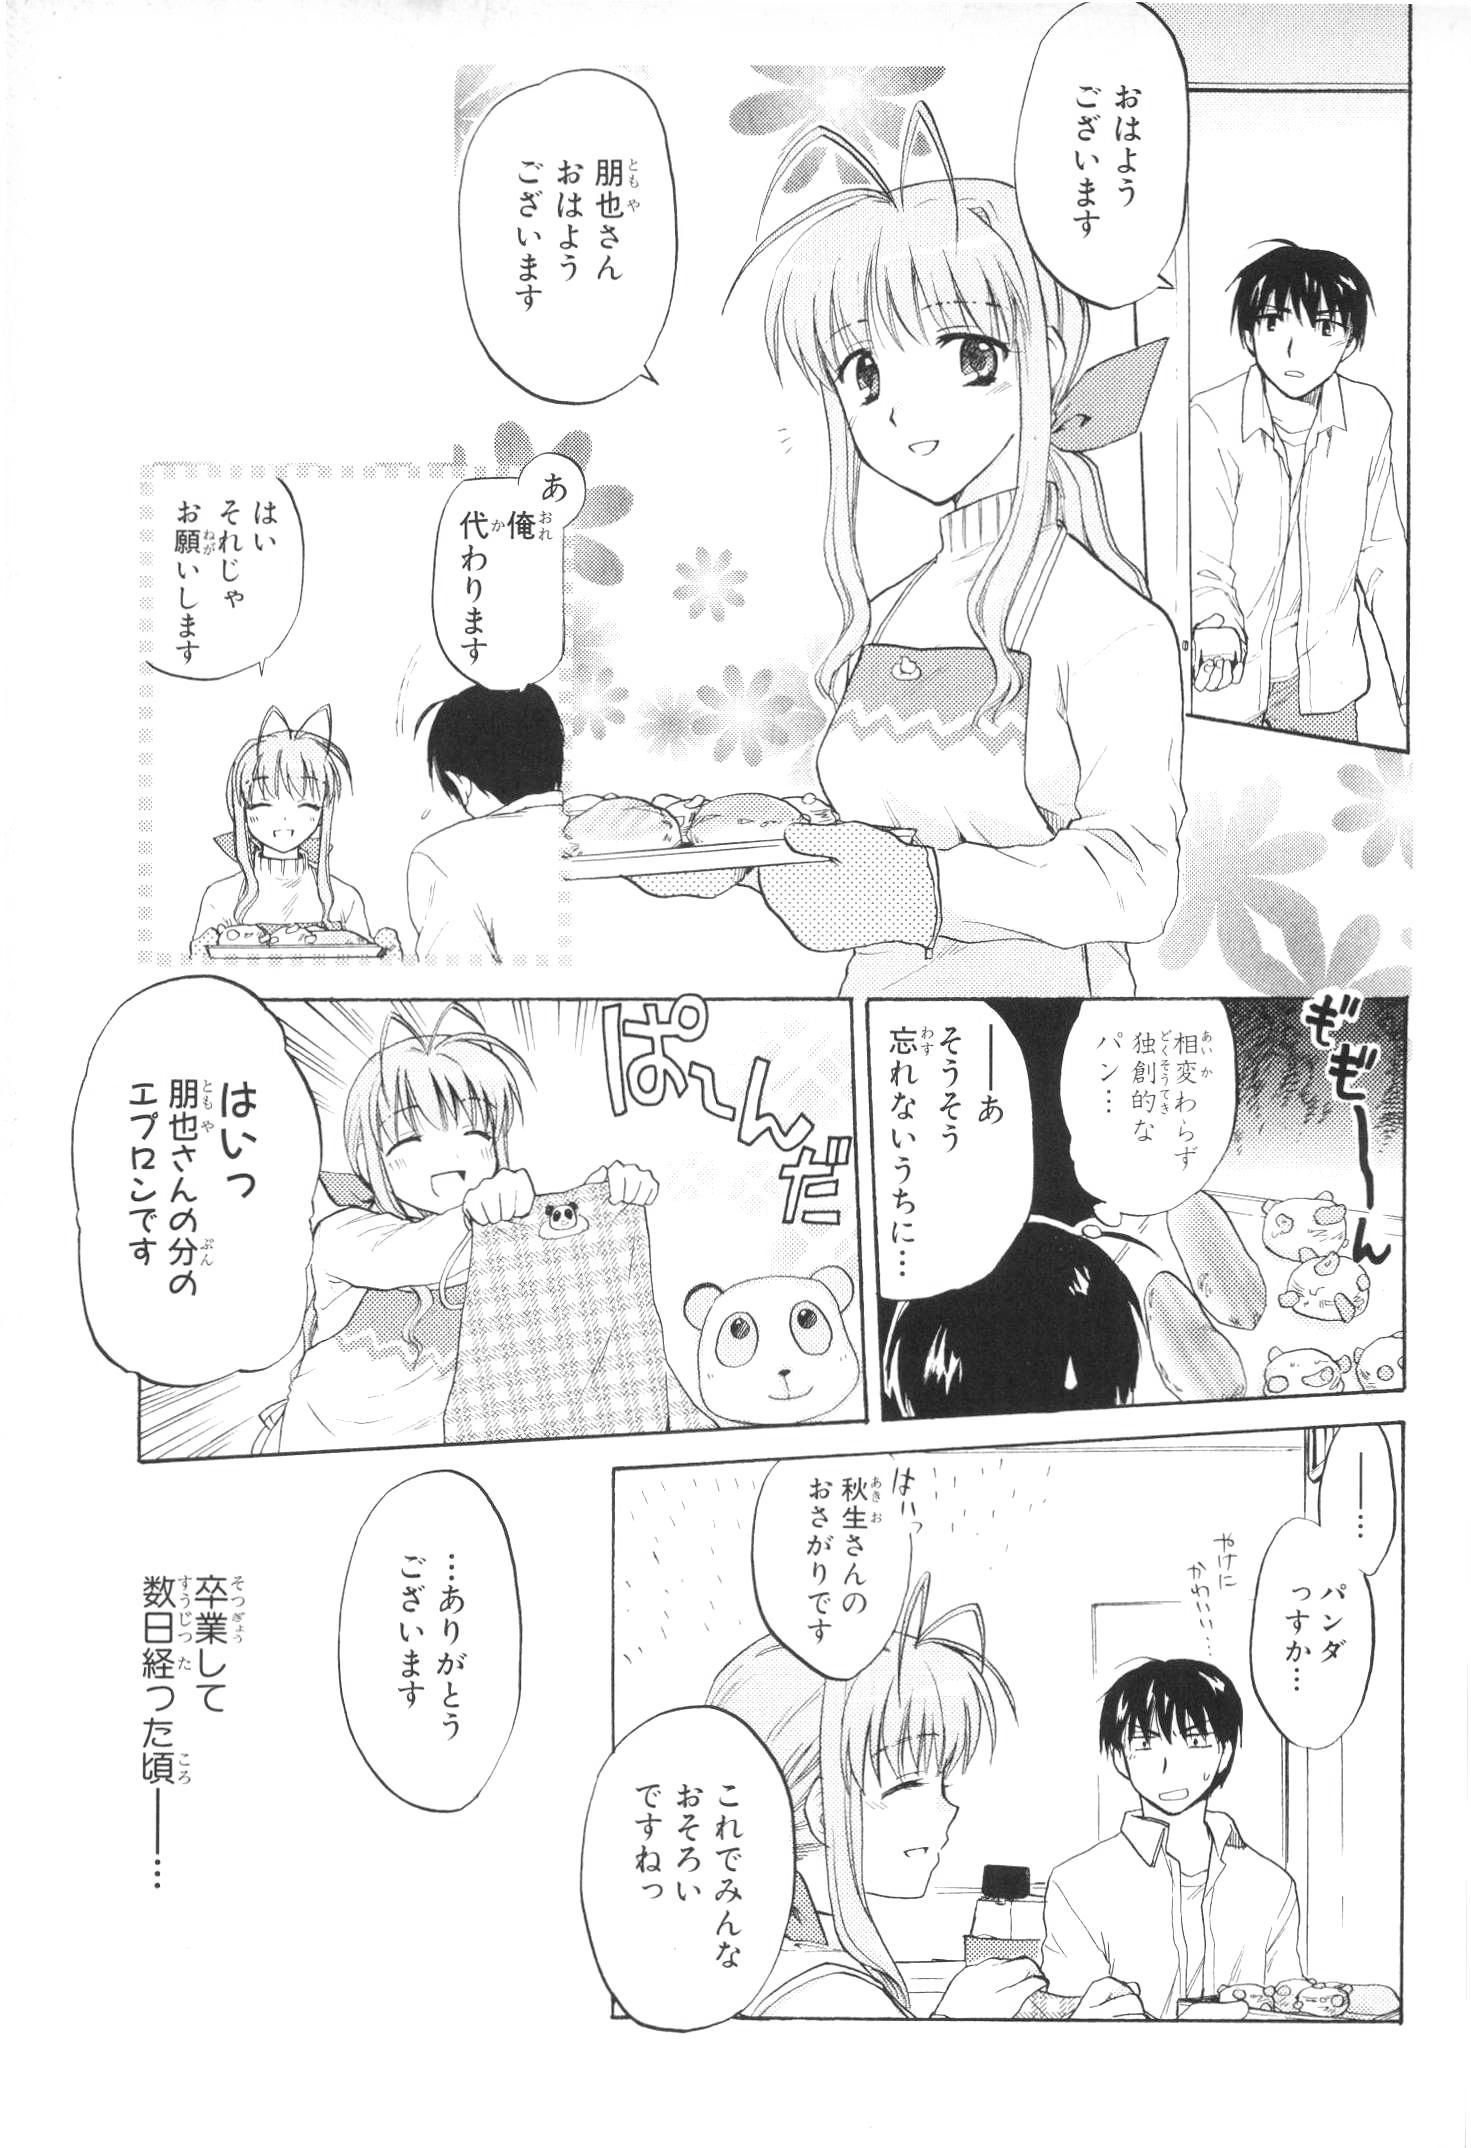 おはよう
ございます
朋也さん
おはよう
ございます
あ
俺
代わります
はい
それじゃ
お願いします
ギギギーーん
相変わらず
独創的な
パン…
――あ
そうそう
忘れないうちに…
ぱーんだ
はいっ
朋也さんの分の
エプロンです
――…
パンダ
っすか…
やけに
かわいい…
はいっ
秋生さんの
おさがりです
これでみんな
おそろい
ですねっ
…ありがとう
ございます
卒業して
数日経った頃――…